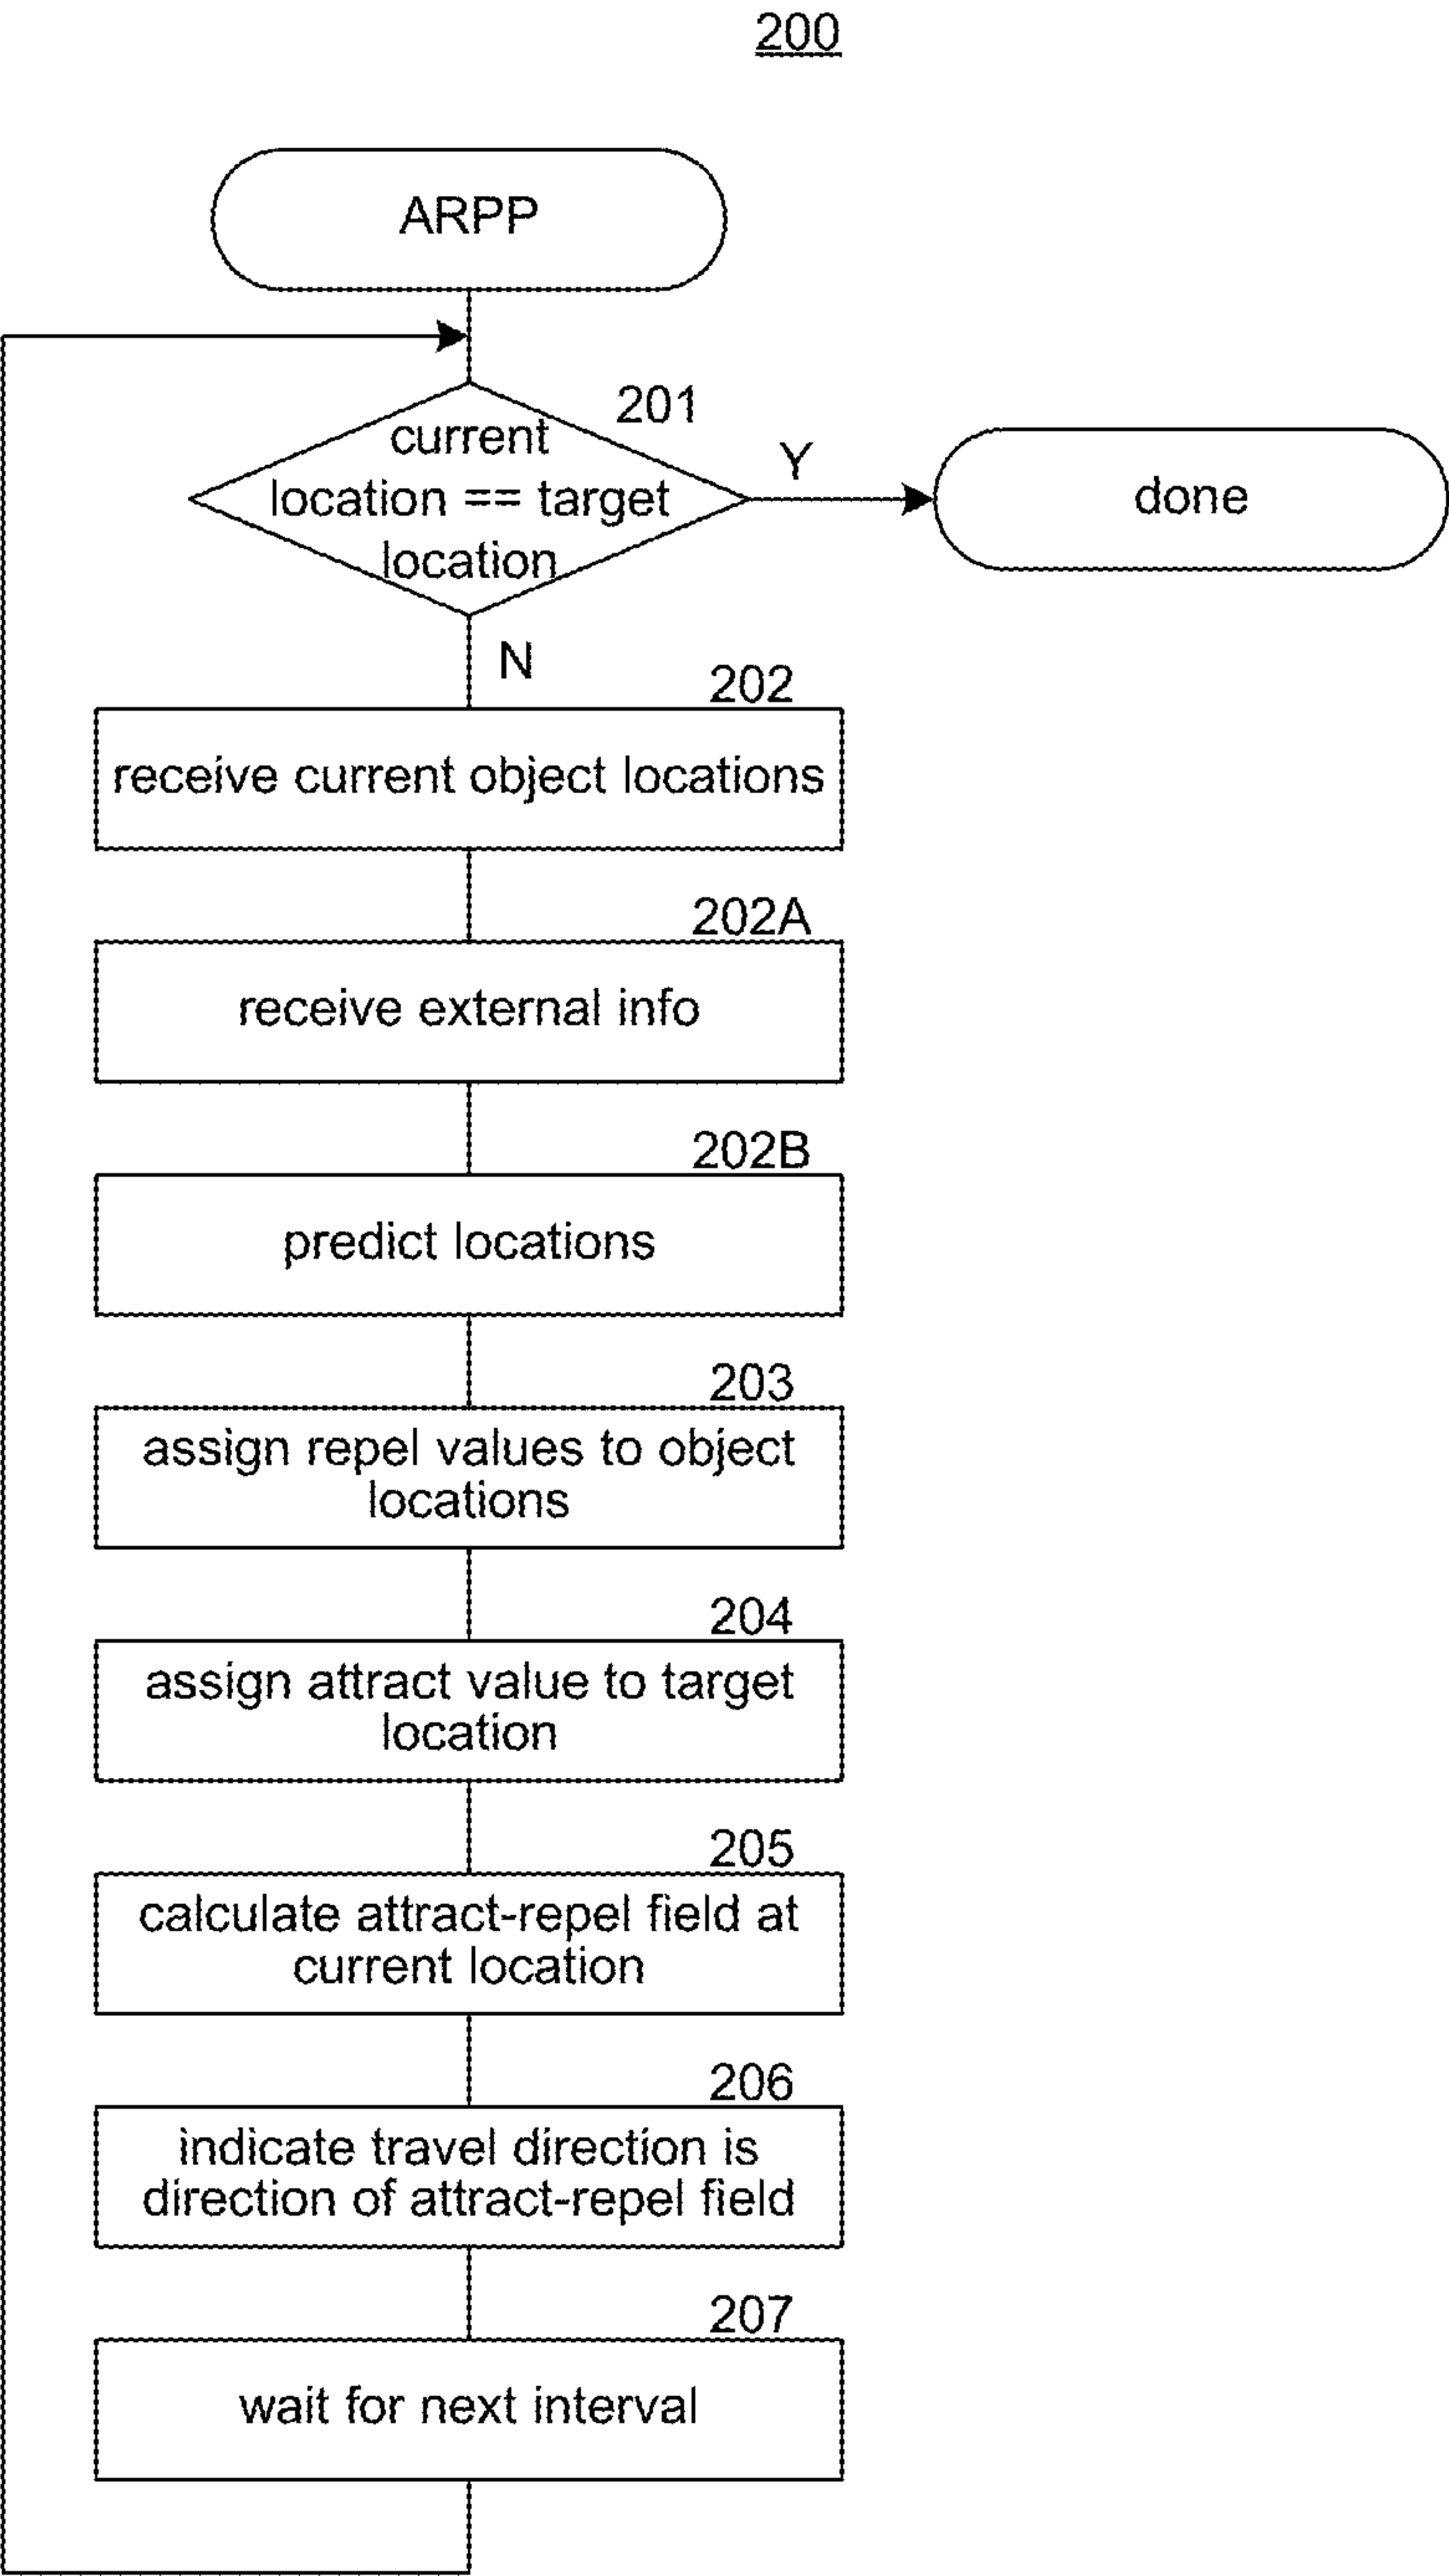 200
ARPP
201
current
location == target
location
Y
done
N
202
receive current object locations
202A
receive external info
202B
predict locations
203
assign repel values to object
locations
204
assign attract value to target
location
205
calculate attract-repel field at
current location
206
indicate travel direction is
direction of attract-repel field
207
wait for next interval